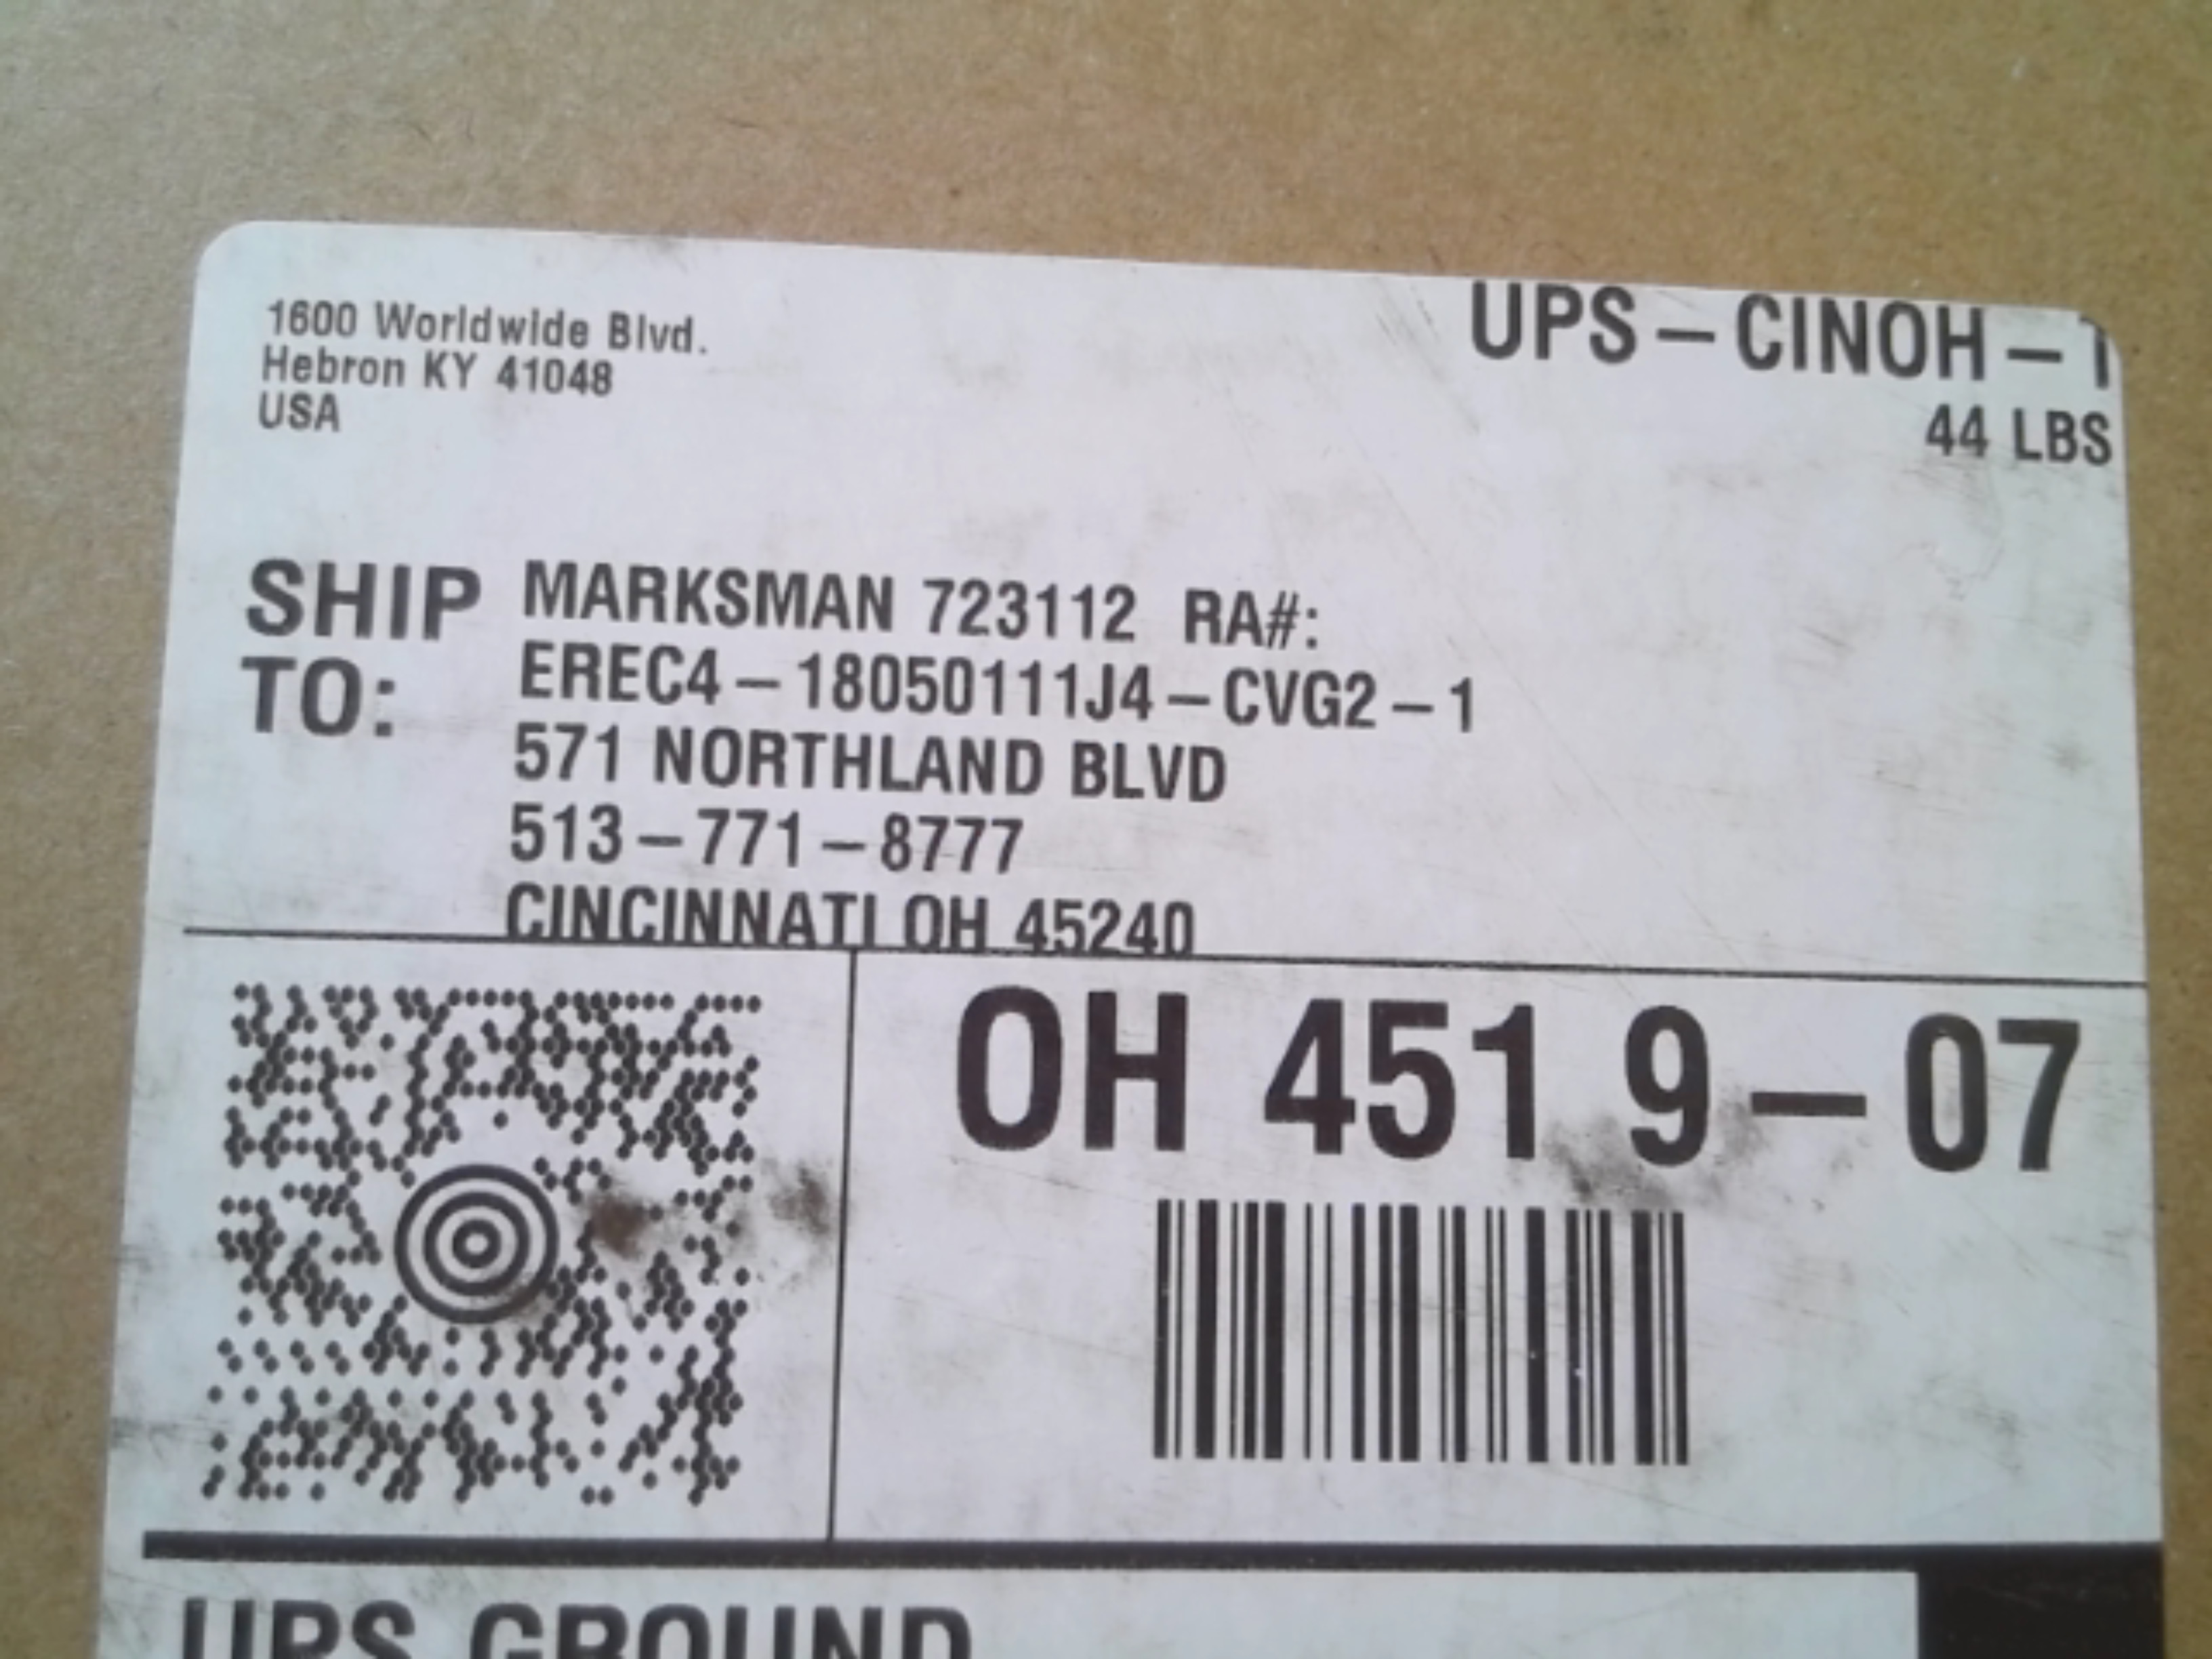 1600 Worldwide Blvd.
Hebron KY 41048
USA
UPS-CINOH-1
44 LBS
SHIP TO:
MARKSMAN 723112 RA#:
EREC4-18050111J4-CVG2-1
571 NORTHLAND BLVD
513-771-8777
CINCINNATI OH 45240
OH 451 9-07
UPS GROUND